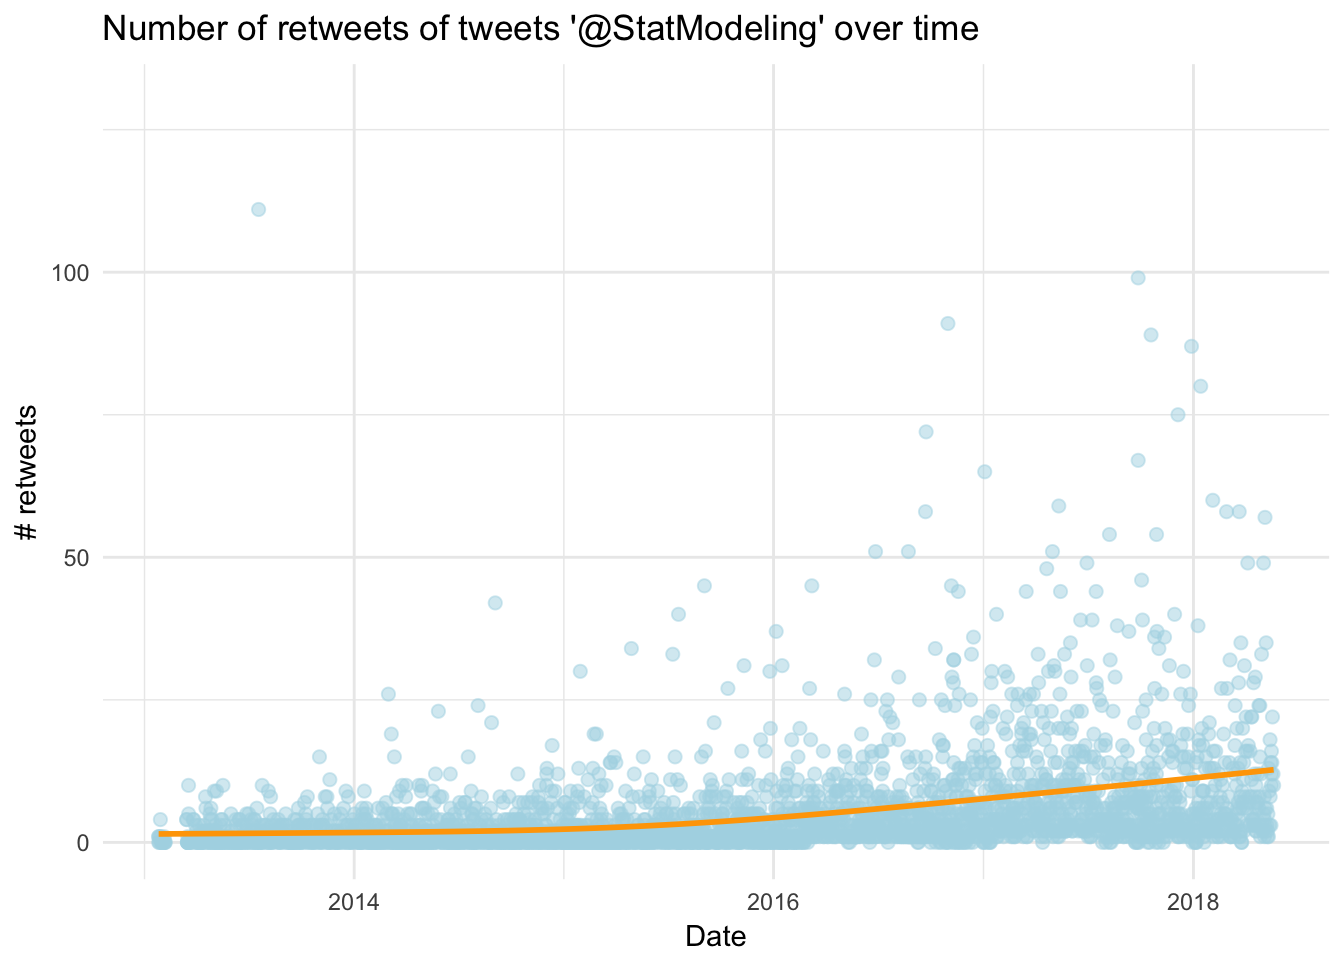 Number of retweets of tweets '@StatModeling' over time
100
50
0
# retweets
2014
2016
2018
Date